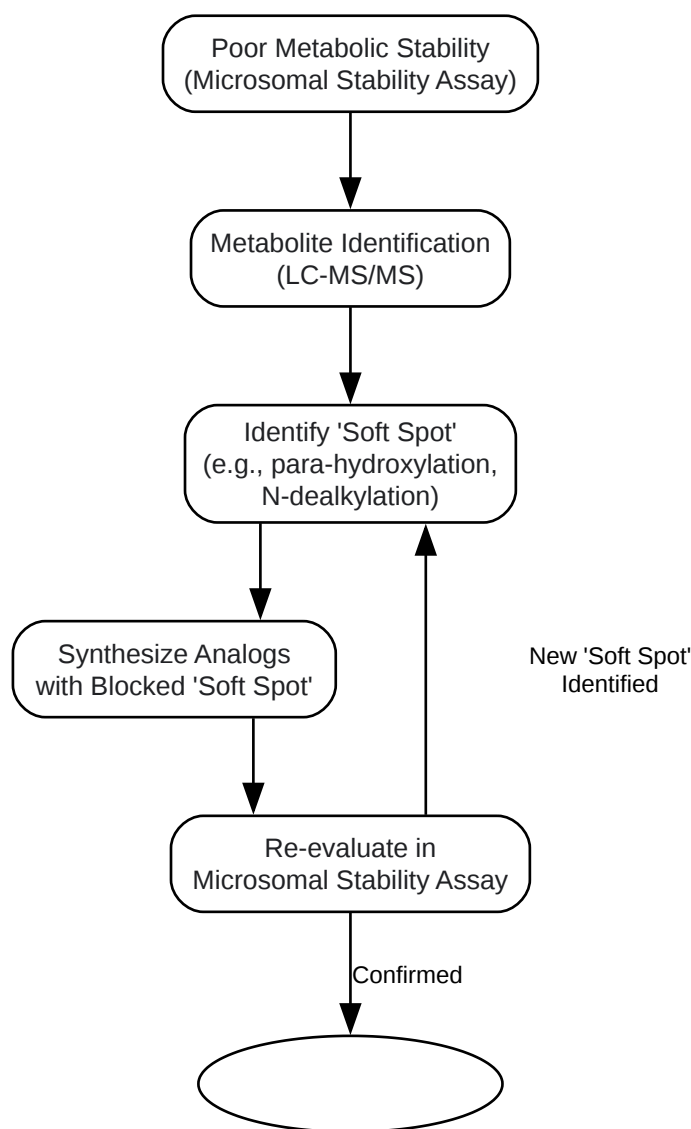 Poor Metabolic Stability
(Microsomal Stability Assay)
Metabolite Identification
(LC-MS/MS)
Identify 'Soft Spot'
(e.g., para-hydroxylation,
N-dealkylation)
Synthesize Analogs
with Blocked 'Soft Spot'
New 'Soft Spot'
Identified
Re-evaluate in
Microsomal Stability Assay
Confirmed